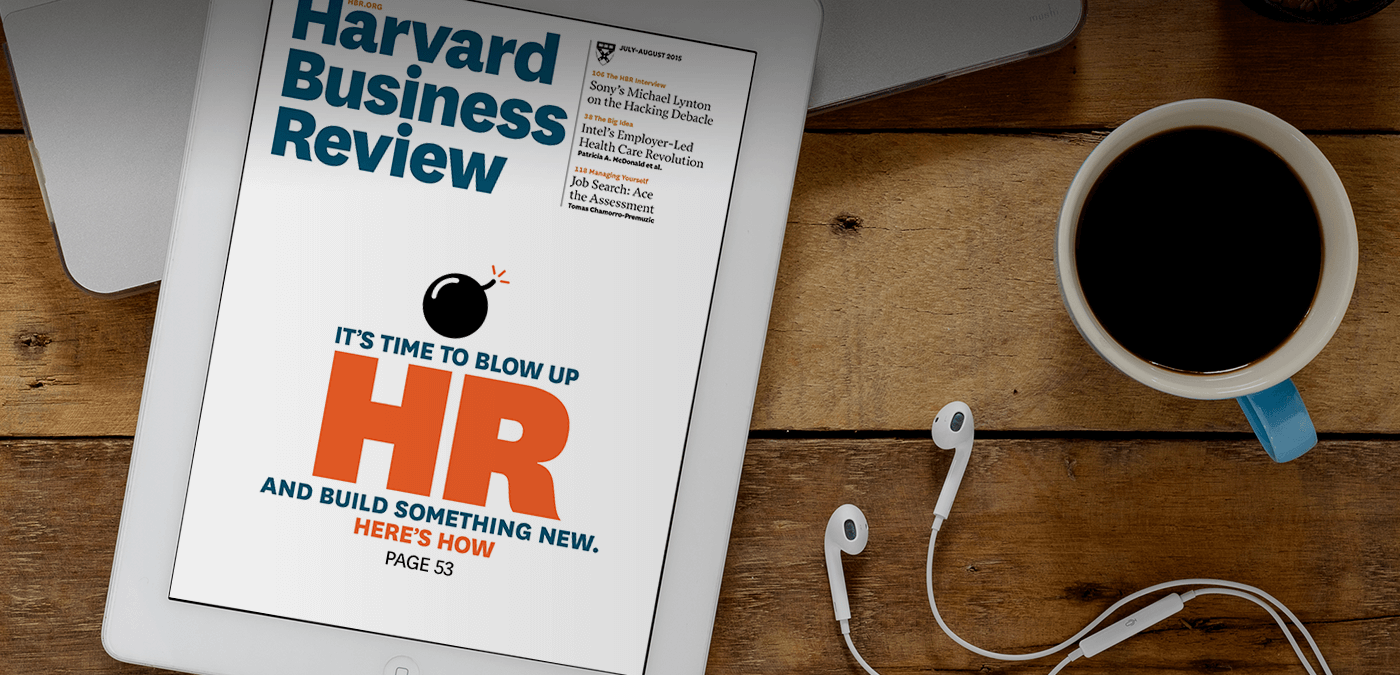 HBR.ORG
Harvard
Business
Review
JULY-AUGUST 2015
106 The HBR Interview
Sony's Michael Lynton
on the Hacking Debacle
38 The Big Idea
Intel's Employer-Led
Health Care Revolution
Patricia A. McDonald et al.
118 Managing Yourself
Job Search: Ace
the Assessment
Tomas Chamorro-Premuzic
IT'S TIME TO BLOW UP
HR
AND BUILD SOMETHING NEW.
HERE'S HOW
PAGE 53